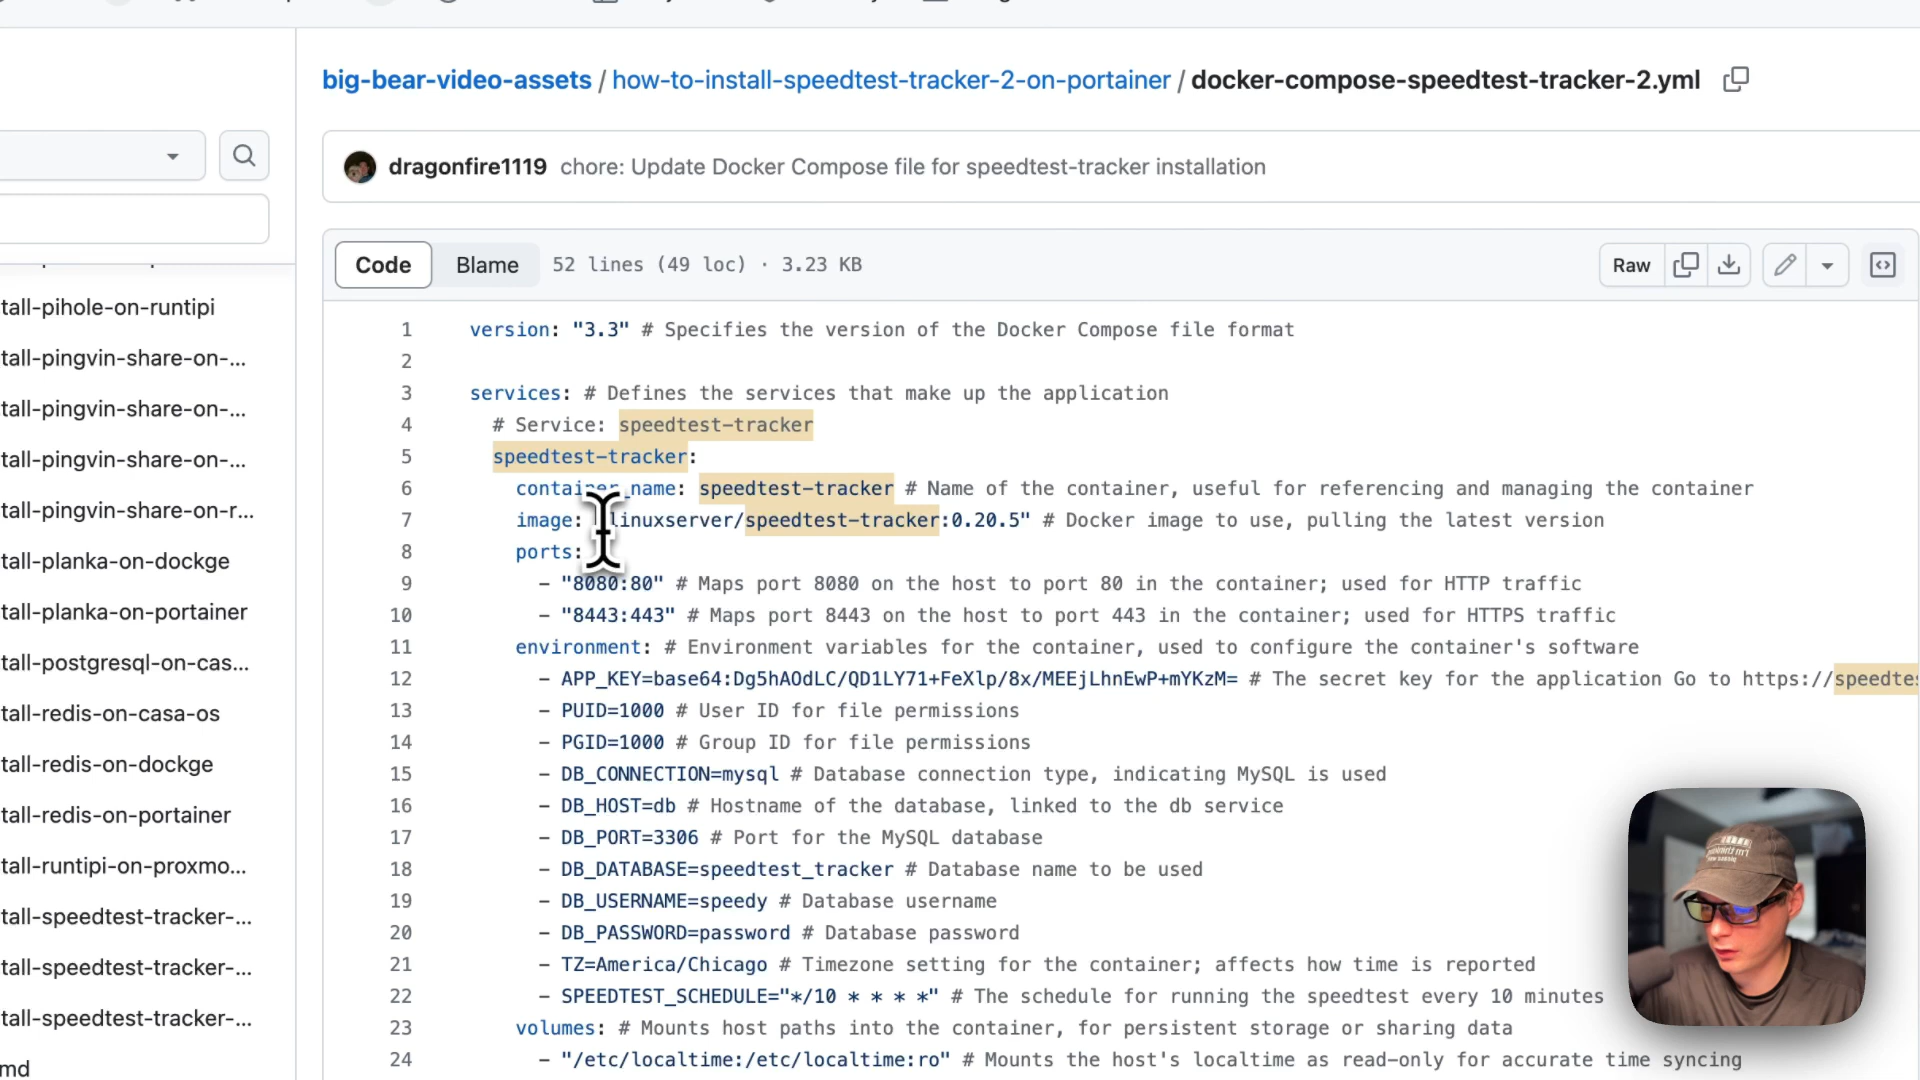 big-bear-video-assets / how-to-install-speedtest-tracker-2-on-portainer / docker-compose-speedtest-tracker-2.yml
dragonfire1119 chore: Update Docker Compose file for speedtest-tracker installation
Code Blame 52 lines (49 loc) · 3.23 KB Raw
tall-pihole-on-runtipi
tall-pingvin-share-on-...
tall-pingvin-share-on-...
tall-pingvin-share-on-...
tall-pingvin-share-on-r...
tall-planka-on-dockge
tall-planka-on-portainer
tall-postgresql-on-cas...
tall-redis-on-casa-os
tall-redis-on-dockge
tall-redis-on-portainer
tall-runtipi-on-proxmo...
tall-speedtest-tracker-...
tall-speedtest-tracker-...
tall-speedtest-tracker-...
md
1 version: "3.3" # Specifies the version of the Docker Compose file format
2
3 services: # Defines the services that make up the application
4 # Service: speedtest-tracker
5 speedtest-tracker:
6 container_name: speedtest-tracker # Name of the container, useful for referencing and managing the container
7 image: "linuxserver/speedtest-tracker:0.20.5" # Docker image to use, pulling the latest version
8 ports:
9 - "8080:80" # Maps port 8080 on the host to port 80 in the container; used for HTTP traffic
10 - "8443:443" # Maps port 8443 on the host to port 443 in the container; used for HTTPS traffic
11 environment: # Environment variables for the container, used to configure the container's software
12 - APP_KEY=base64:Dg5hAOdLC/QD1LY71+FeXlp/8x/MEEjLhnEwP+mYKzM= # The secret key for the application Go to https://speedtes
13 - PUID=1000 # User ID for file permissions
14 - PGID=1000 # Group ID for file permissions
15 - DB_CONNECTION=mysql # Database connection type, indicating MySQL is used
16 - DB_HOST=db # Hostname of the database, linked to the db service
17 - DB_PORT=3306 # Port for the MySQL database
18 - DB_DATABASE=speedtest_tracker # Database name to be used
19 - DB_USERNAME=speedy # Database username
20 - DB_PASSWORD=password # Database password
21 - TZ=America/Chicago # Timezone setting for the container; affects how time is reported
22 - SPEEDTEST_SCHEDULE="*/10 * * * *" # The schedule for running the speedtest every 10 minutes
23 volumes: # Mounts host paths into the container, for persistent storage or sharing data
24 - "/etc/localtime:/etc/localtime:ro" # Mounts the host's localtime as read-only for accurate time syncing